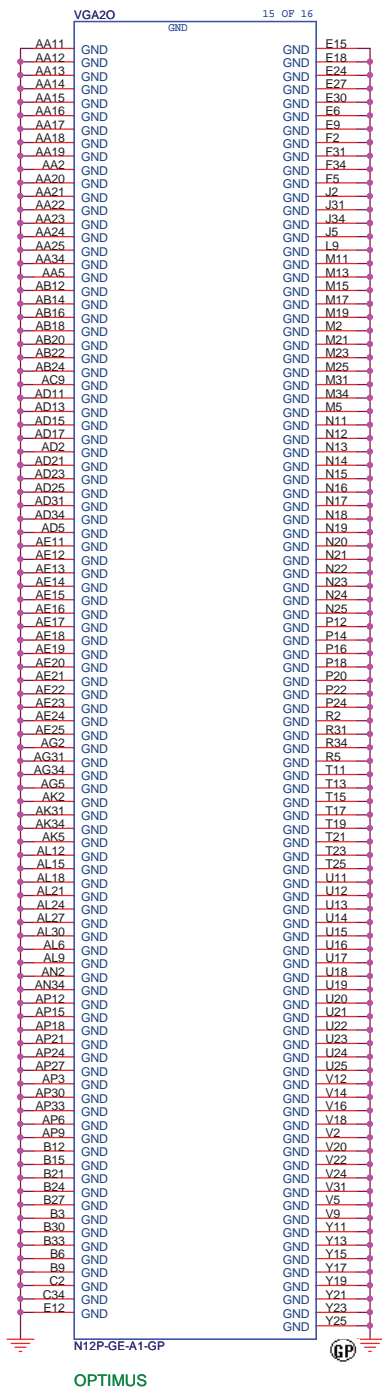 VGA2O 15 OF 16
GND
AA11 GND GND E15
AA12 GND GND E18
AA13 GND GND E24
AA14 GND GND E27
AA15 GND GND E30
AA16 GND GND E6
AA17 GND GND E9
AA18 GND GND F2
AA19 GND GND F31
AA2 GND GND F34
AA20 GND GND F5
AA21 GND GND J2
AA22 GND GND J31
AA23 GND GND J34
AA24 GND GND J5
AA25 GND GND L9
AA34 GND GND M11
AA5 GND GND M13
AB12 GND GND M15
AB14 GND GND M17
AB16 GND GND M19
AB18 GND GND M2
AB20 GND GND M21
AB22 GND GND M23
AB24 GND GND M25
AC9 GND GND M31
AD11 GND GND M34
AD13 GND GND M5
AD15 GND GND N11
AD17 GND GND N12
AD2 GND GND N13
AD21 GND GND N14
AD23 GND GND N15
AD25 GND GND N16
AD31 GND GND N17
AD34 GND GND N18
AD5 GND GND N19
AE11 GND GND N20
AE12 GND GND N21
AE13 GND GND N22
AE14 GND GND N23
AE15 GND GND N24
AE16 GND GND N25
AE17 GND GND P12
AE18 GND GND P14
AE19 GND GND P16
AE20 GND GND P18
AE21 GND GND P20
AE22 GND GND P22
AE23 GND GND P24
AE24 GND GND R2
AE25 GND GND R31
AG2 GND GND R34
AG31 GND GND R5
AG34 GND GND T11
AG5 GND GND T13
AK2 GND GND T15
AK31 GND GND T17
AK34 GND GND T19
AK5 GND GND T21
AL12 GND GND T23
AL15 GND GND T25
AL18 GND GND U11
AL21 GND GND U12
AL24 GND GND U13
AL27 GND GND U14
AL30 GND GND U15
AL6 GND GND U16
AL9 GND GND U17
AN2 GND GND U18
AN34 GND GND U19
AP12 GND GND U20
AP15 GND GND U21
AP18 GND GND U22
AP21 GND GND U23
AP24 GND GND U24
AP27 GND GND U25
AP3 GND GND V12
AP30 GND GND V14
AP33 GND GND V16
AP6 GND GND V18
AP9 GND GND V2
B12 GND GND V20
B15 GND GND V22
B21 GND GND V24
B24 GND GND V31
B27 GND GND V5
B3 GND GND V9
B30 GND GND Y11
B33 GND GND Y13
B6 GND GND Y15
B9 GND GND Y17
C2 GND GND Y19
C34 GND GND Y21
E12 GND GND Y23
GND Y25
N12P-GE-A1-GP GP
OPTIMUS